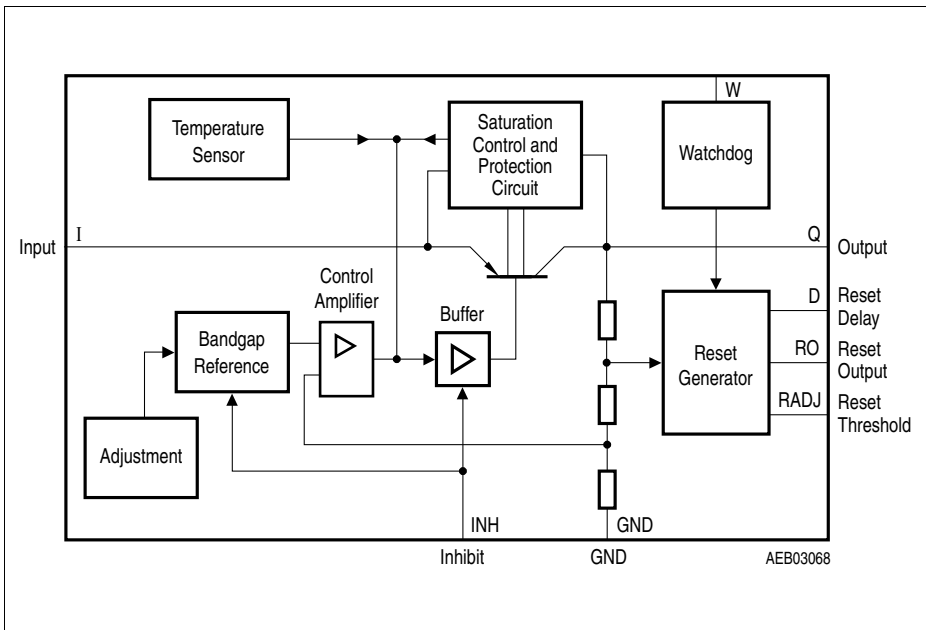 W
Temperature
Sensor
Saturation
Control and
Protection
Circuit
Watchdog
Input
I
Q
Output
Control
Amplifier
Buffer
D
Reset
Delay
Bandgap
Reference
Reset
Generator
RO
Reset
Output
RADJ
Reset
Threshold
Adjustment
INH
GND
Inhibit
GND
AEB03068